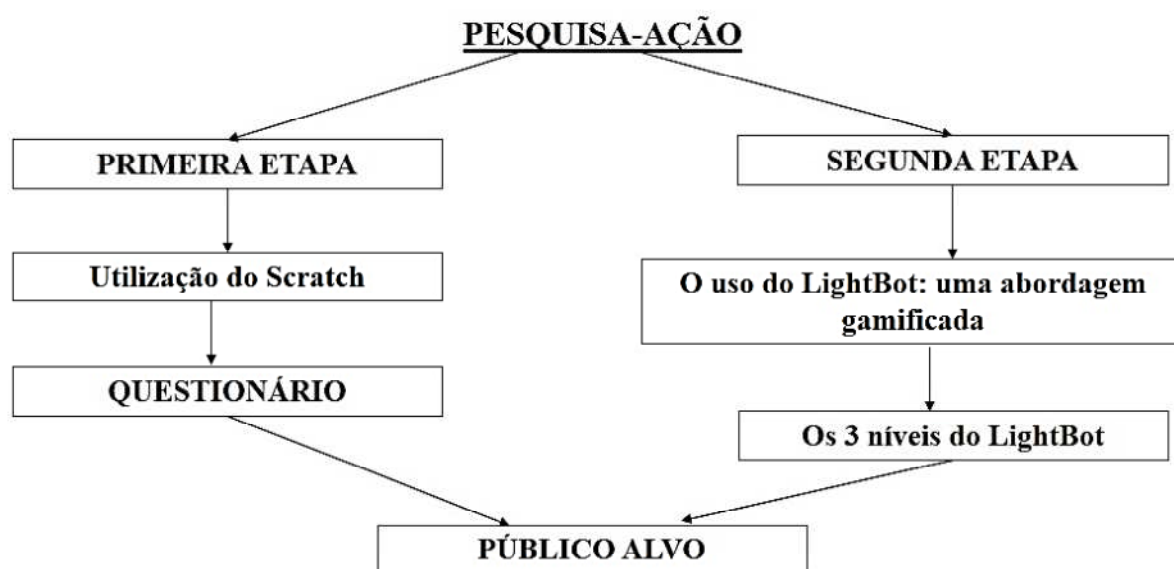 PESQUISA-AÇÃO
PRIMEIRA ETAPA
SEGUNDA ETAPA
Utilização do Scratch
O uso do LightBot: uma abordagem
gamificada
QUESTIONÁRIO
Os 3 níveis do LightBot
PÚBLICO ALVO